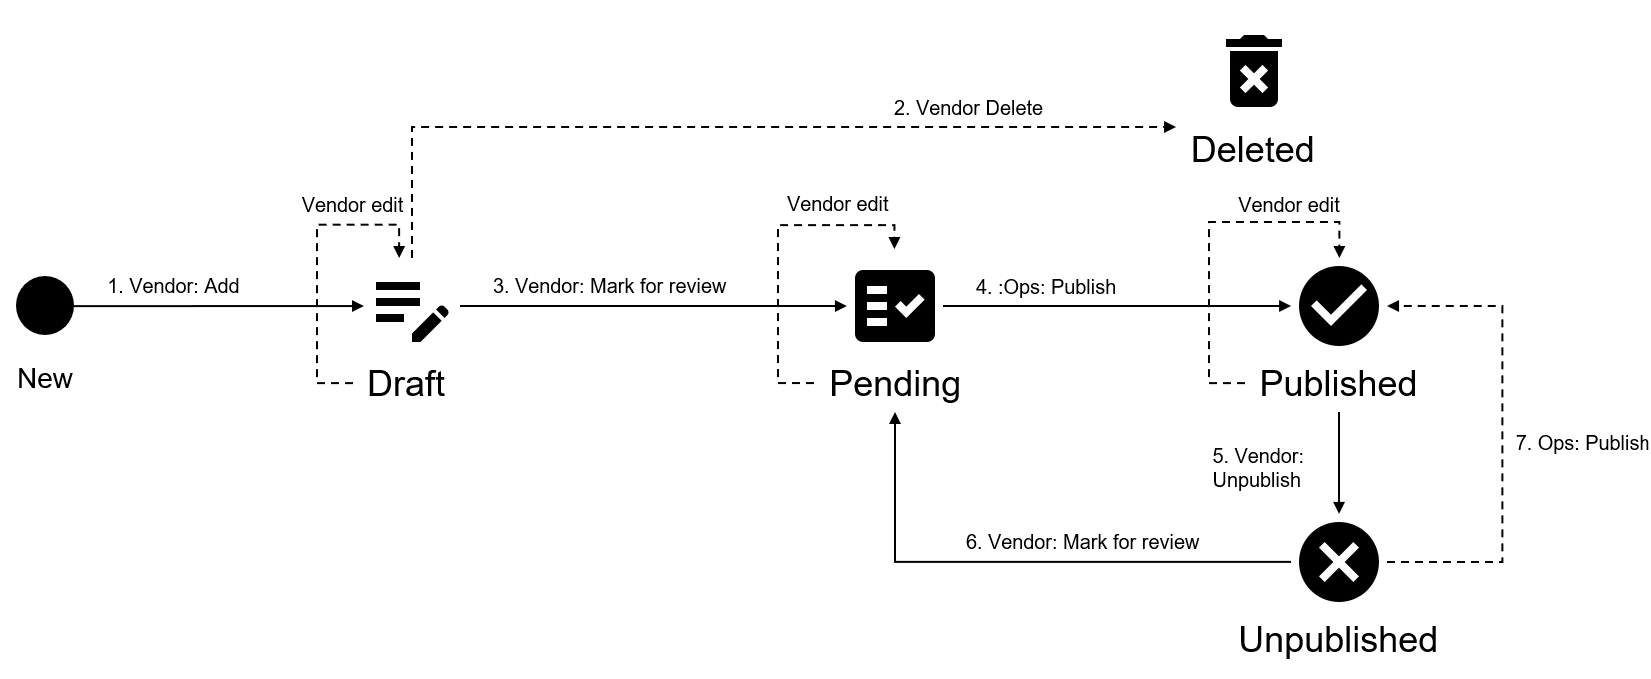 2. Vendor Delete
Deleted
Vendor edit
Vendor edit
Vendor edit
1. Vendor: Add
3. Vendor: Mark for review
4. :Ops: Publish
New
Draft
Pending
Published
5. Vendor:
Unpublish
7. Ops: Publish
6. Vendor: Mark for review
Unpublished